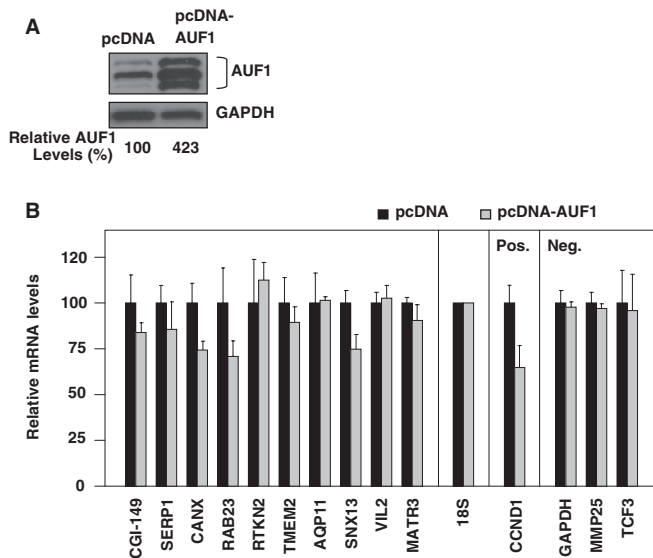 A
pcDNA
pcDNA-
AUF1
AUF1
GAPDH
Relative AUF1
Levels (%)
100
423
B
pcDNA
pcDNA-AUF1
Pos.
Neg.
Relative mRNA levels
120
100
75
50
25
0
CGI-149
SERP1
CANX
RAB23
RTKN2
TMEM2
AQP11
SNX13
VIL2
MATR3
18S
CCND1
GAPDH
MMP25
TCF3